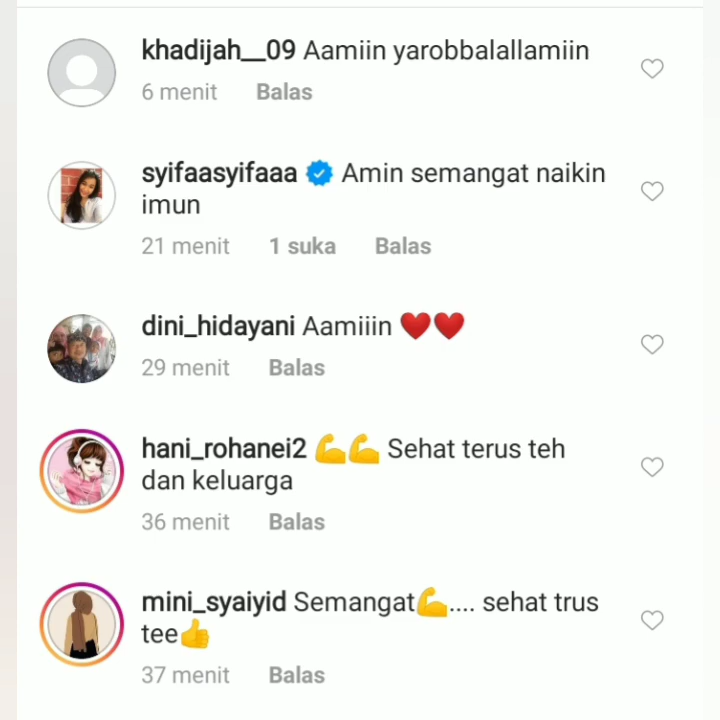 khadijah__09 Aamiin yarobbalallamiin
6 menit Balas
syifaasyifaaa Amin semangat naikin
imun
21 menit 1 suka Balas
dini_hidayani Aamiiin ❤️❤️
29 menit Balas
hani_rohanei2 💪💪 Sehat terus teh
dan keluarga
36 menit Balas
mini_syaiyid Semangat💪.... sehat trus
tee👍
37 menit Balas